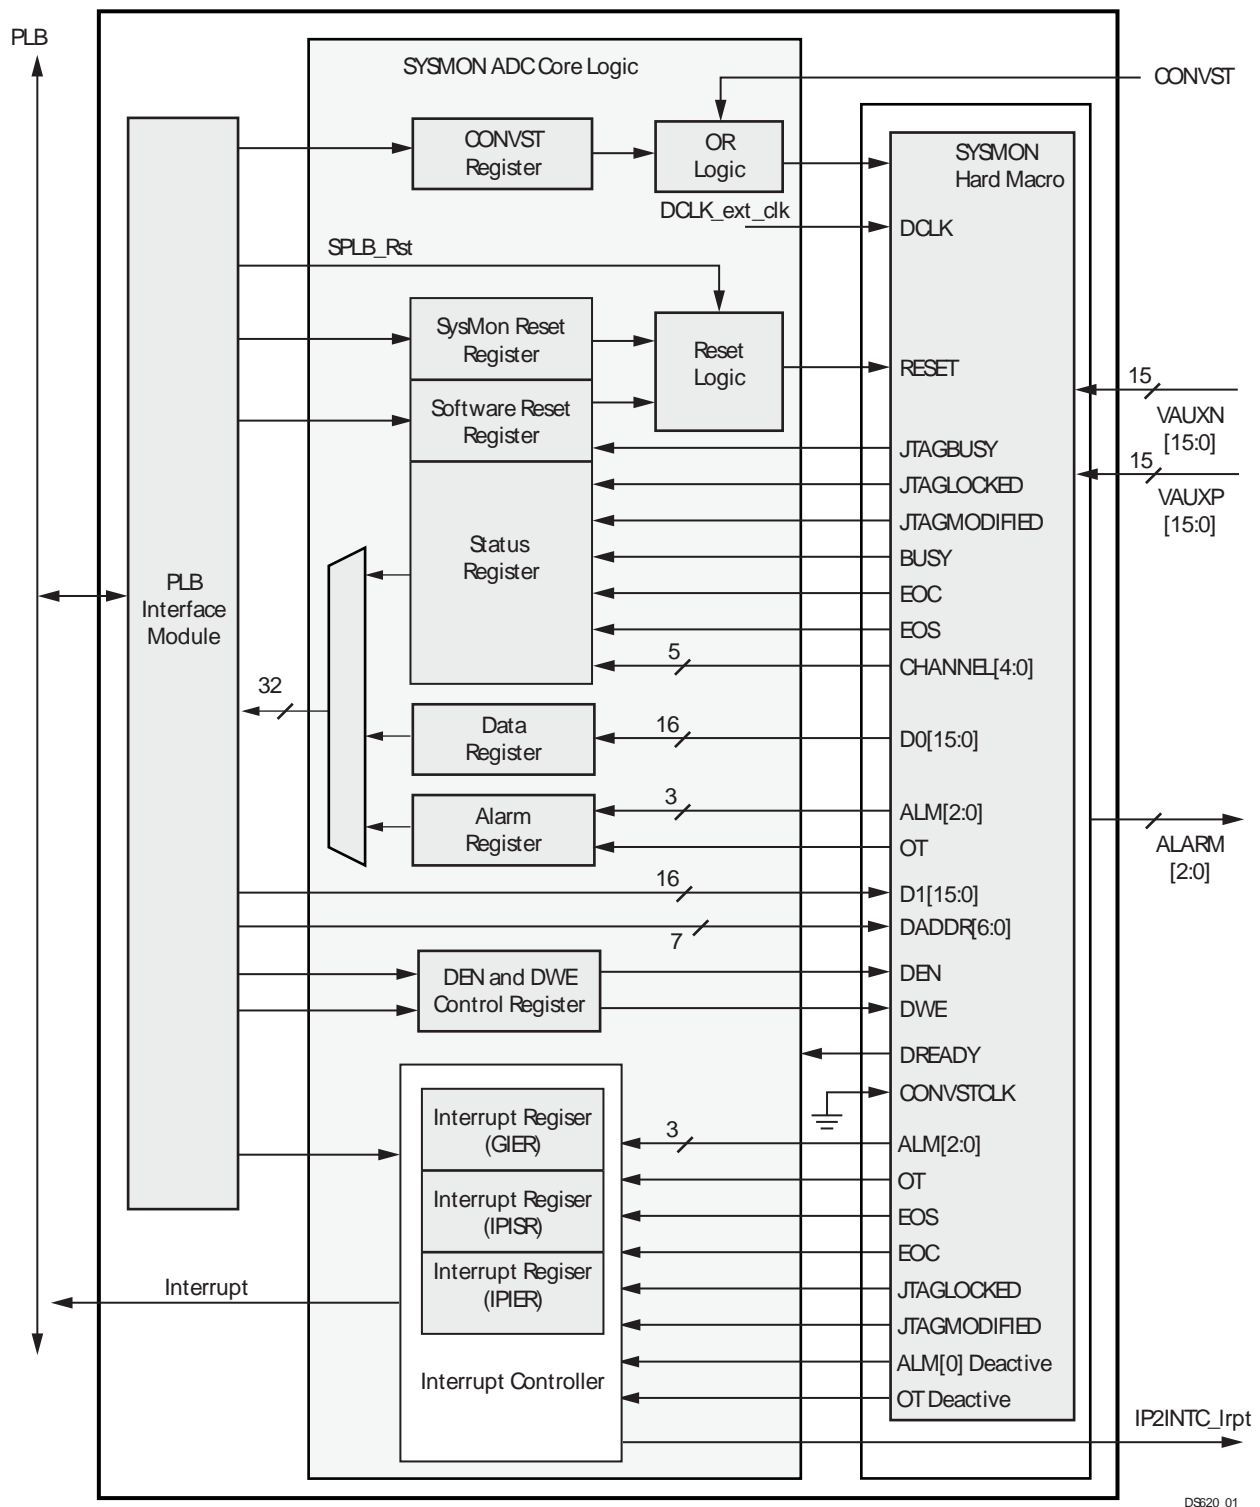 PLB
SYSMON ADC Core Logic
CONVST
CONVST
Register
OR
Logic
SYSMON
Hard Macro
DCLK_ext_clk
DCLK
SPLB_Rst
SysMon Reset
Register
Reset
Logic
RESET
15
VAUXN
[15:0]
Software Reset
Register
JTAGBUSY
15
VAUXP
[15:0]
JTAGLOCKED
JTAGMODIFIED
Status
Register
BUSY
EOC
EOS
PLB
Interface
Module
5
CHANNEL[4:0]
32
Data
Register
16
D0[15:0]
Alarm
Register
3
ALM[2:0]
OT
ALARM
[2:0]
16
D1[15:0]
7
DADDR[6:0]
DEN and DWE
Control Register
DEN
DWE
DREADY
CONVSTCLK
Interrupt Regiser
(GIER)
3
ALM[2:0]
OT
Interrupt Regiser
(IPISR)
EOS
EOC
Interrupt Regiser
(IPIER)
Interrupt
JTAGLOCKED
JTAGMODIFIED
ALM[0] Deactive
Interrupt Controller
OT Deactive
IP2INTC_Irpt
DS620_01